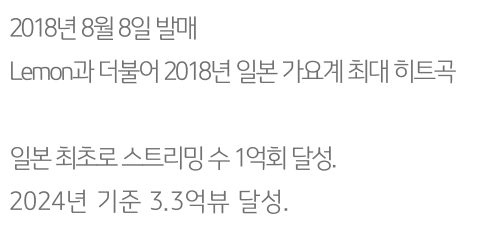 2018년 8월 8일 발매
Lemon과 더불어 2018년 일본 가요계 최대 히트곡
일본 최초로 스트리밍 수 1억회 달성.
2024년 기준 3.3억뷰 달성.